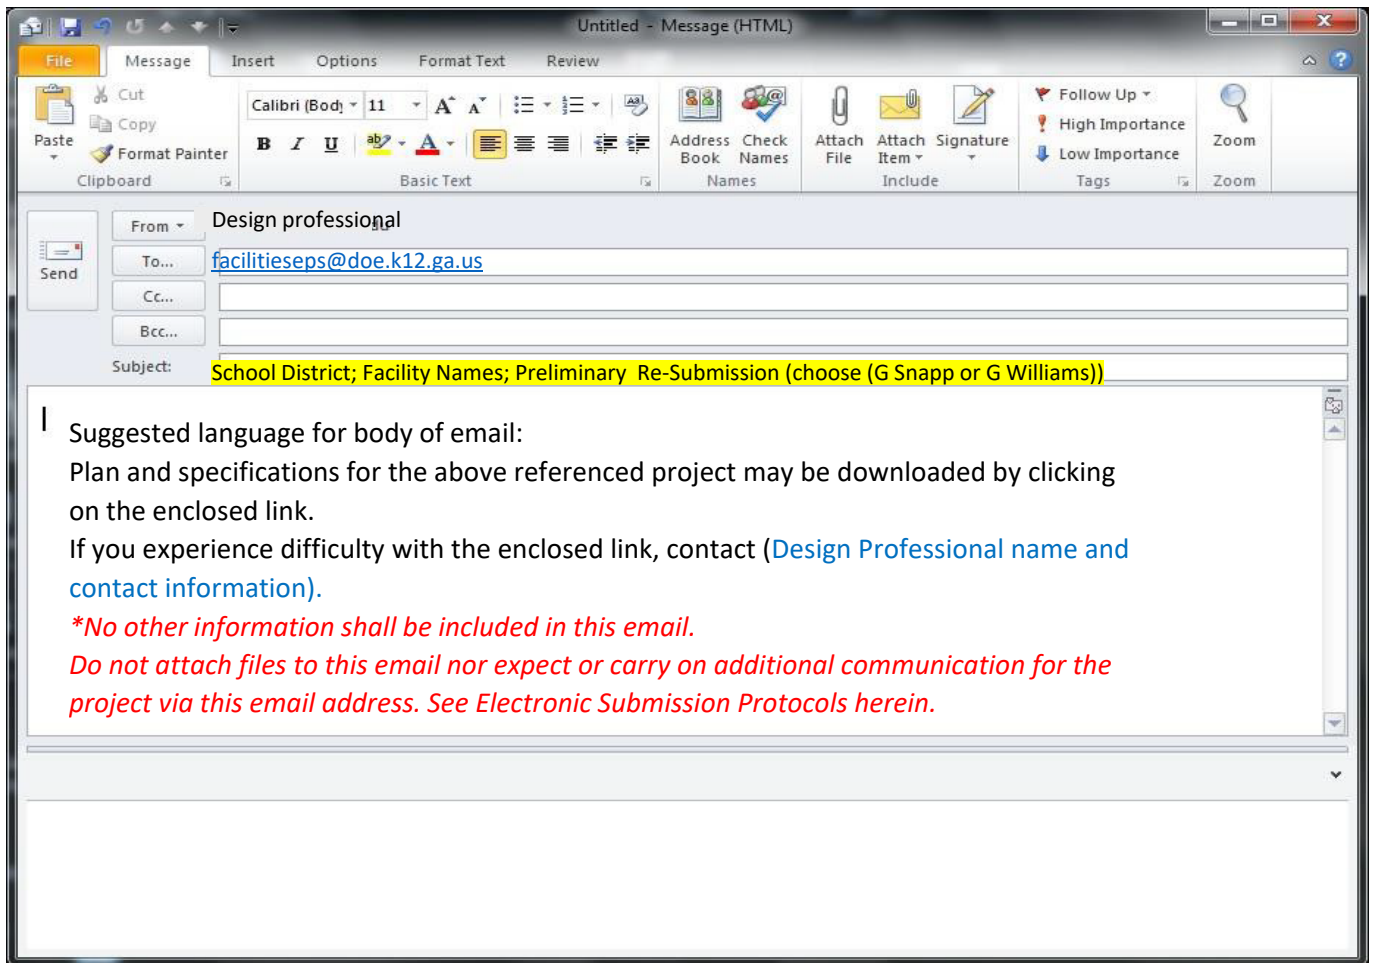 Untitled - Message (HTML)
File Message Insert Options Format Text Review
Paste
Cut
Copy
Format Painter
Clipboard
Calibri (Body 11
B I U
Basic Text
Address Book
Check Names
Names
Attach File
Attach Item
Signature
Include
Follow Up
High Importance
Low Importance
Tags
Zoom
Zoom
Send
From Design professional
To... facilitieseps@doe.k12.ga.us
Cc...
Bcc...
Subject: School District; Facility Names; Preliminary Re-Submission (choose (G Snapp or G Williams))
Suggested language for body of email:
Plan and specifications for the above referenced project may be downloaded by clicking
on the enclosed link.
If you experience difficulty with the enclosed link, contact (Design Professional name and
contact information).
*No other information shall be included in this email.
Do not attach files to this email nor expect or carry on additional communication for the
project via this email address. See Electronic Submission Protocols herein.